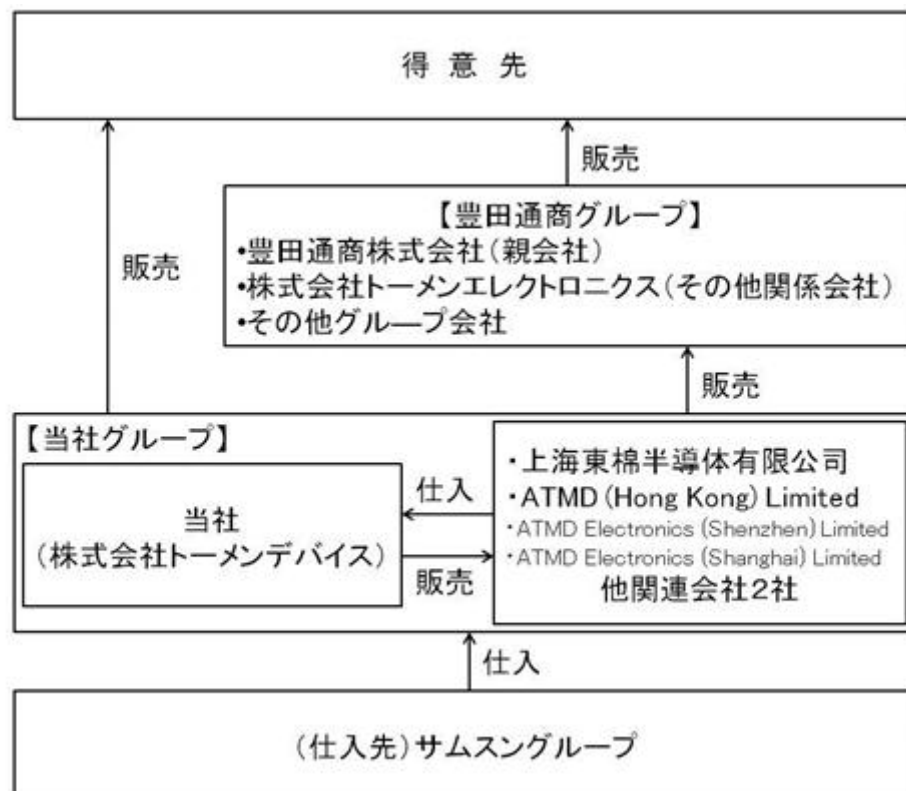 得 意 先
販売
販売
【豊田通商グループ】
•豊田通商株式会社(親会社)
•株式会社トーメンエレクトロニクス(その他関係会社)
•その他グループ会社
販売
【当社グループ】
当社
(株式会社トーメンデバイス)
仕入
販売
・上海東棉半導体有限公司
・ATMD (Hong Kong) Limited
・ATMD Electronics (Shenzhen) Limited
・ATMD Electronics (Shanghai) Limited
他関連会社2社
仕入
(仕入先)サムスングループ